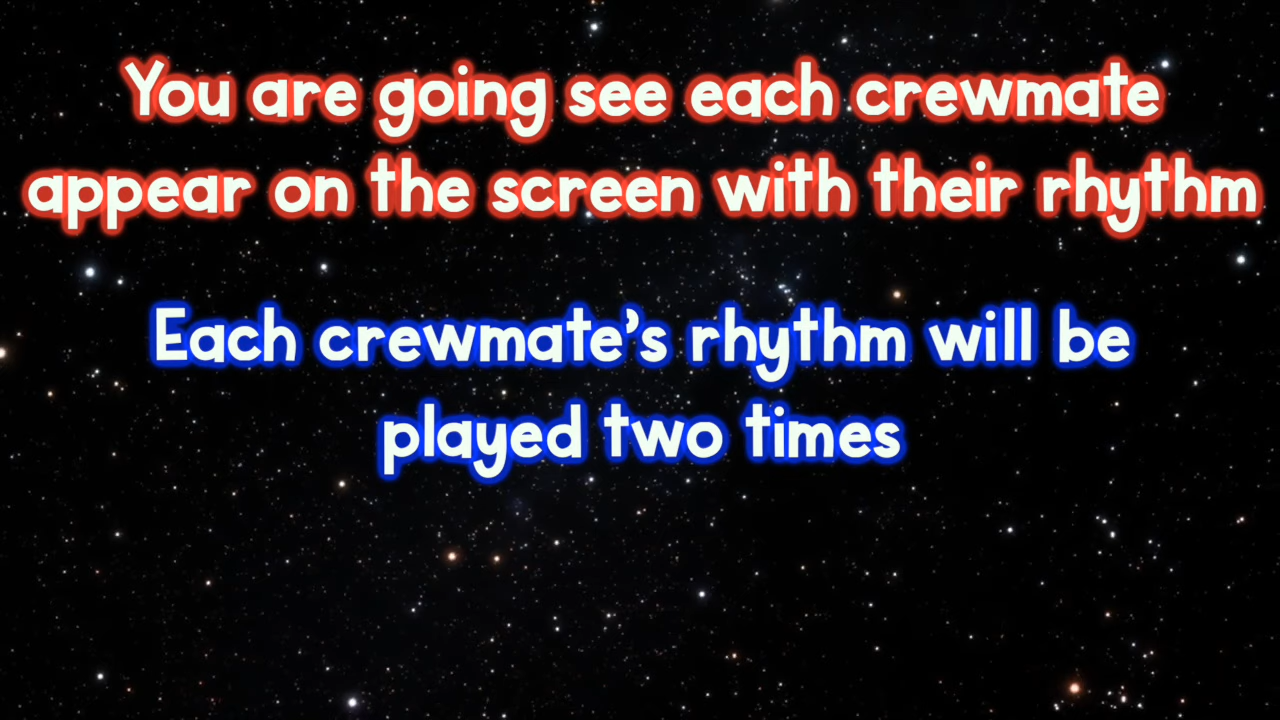 You are going see each crewmate
appear on the screen with their rhythm
Each crewmate's rhythm will be
played two times